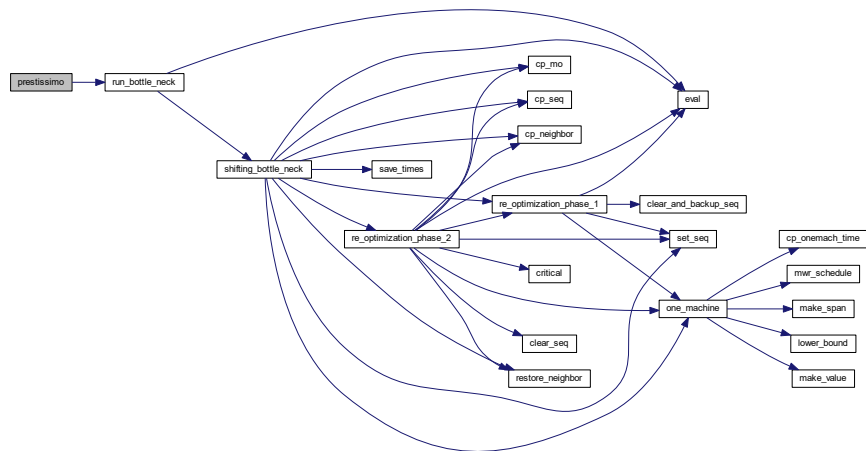 prestissimo
run_bottle_neck
shifting_bottle_neck
cp_mo
cp_seq
cp_neighbor
save_times
re_optimization_phase_2
re_optimization_phase_1
eval
clear_and_backup_seq
set_seq
critical
clear_seq
restore_neighbor
one_machine
cp_onemach_time
mwr_schedule
make_span
lower_bound
make_value